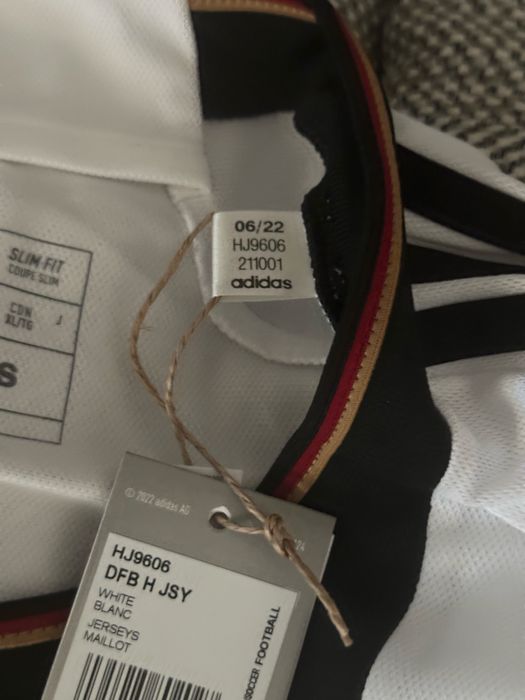 06/22
HJ9606
211001
adidas
SLIM FIT
COUPE SLIM
CDN J
XL/TG
S
© 2022 adidas AG
24
HJ9606
DFB H JSY
WHITE
BLANC
JERSEYS
MAILLOT
SOCCER FOOTBALL